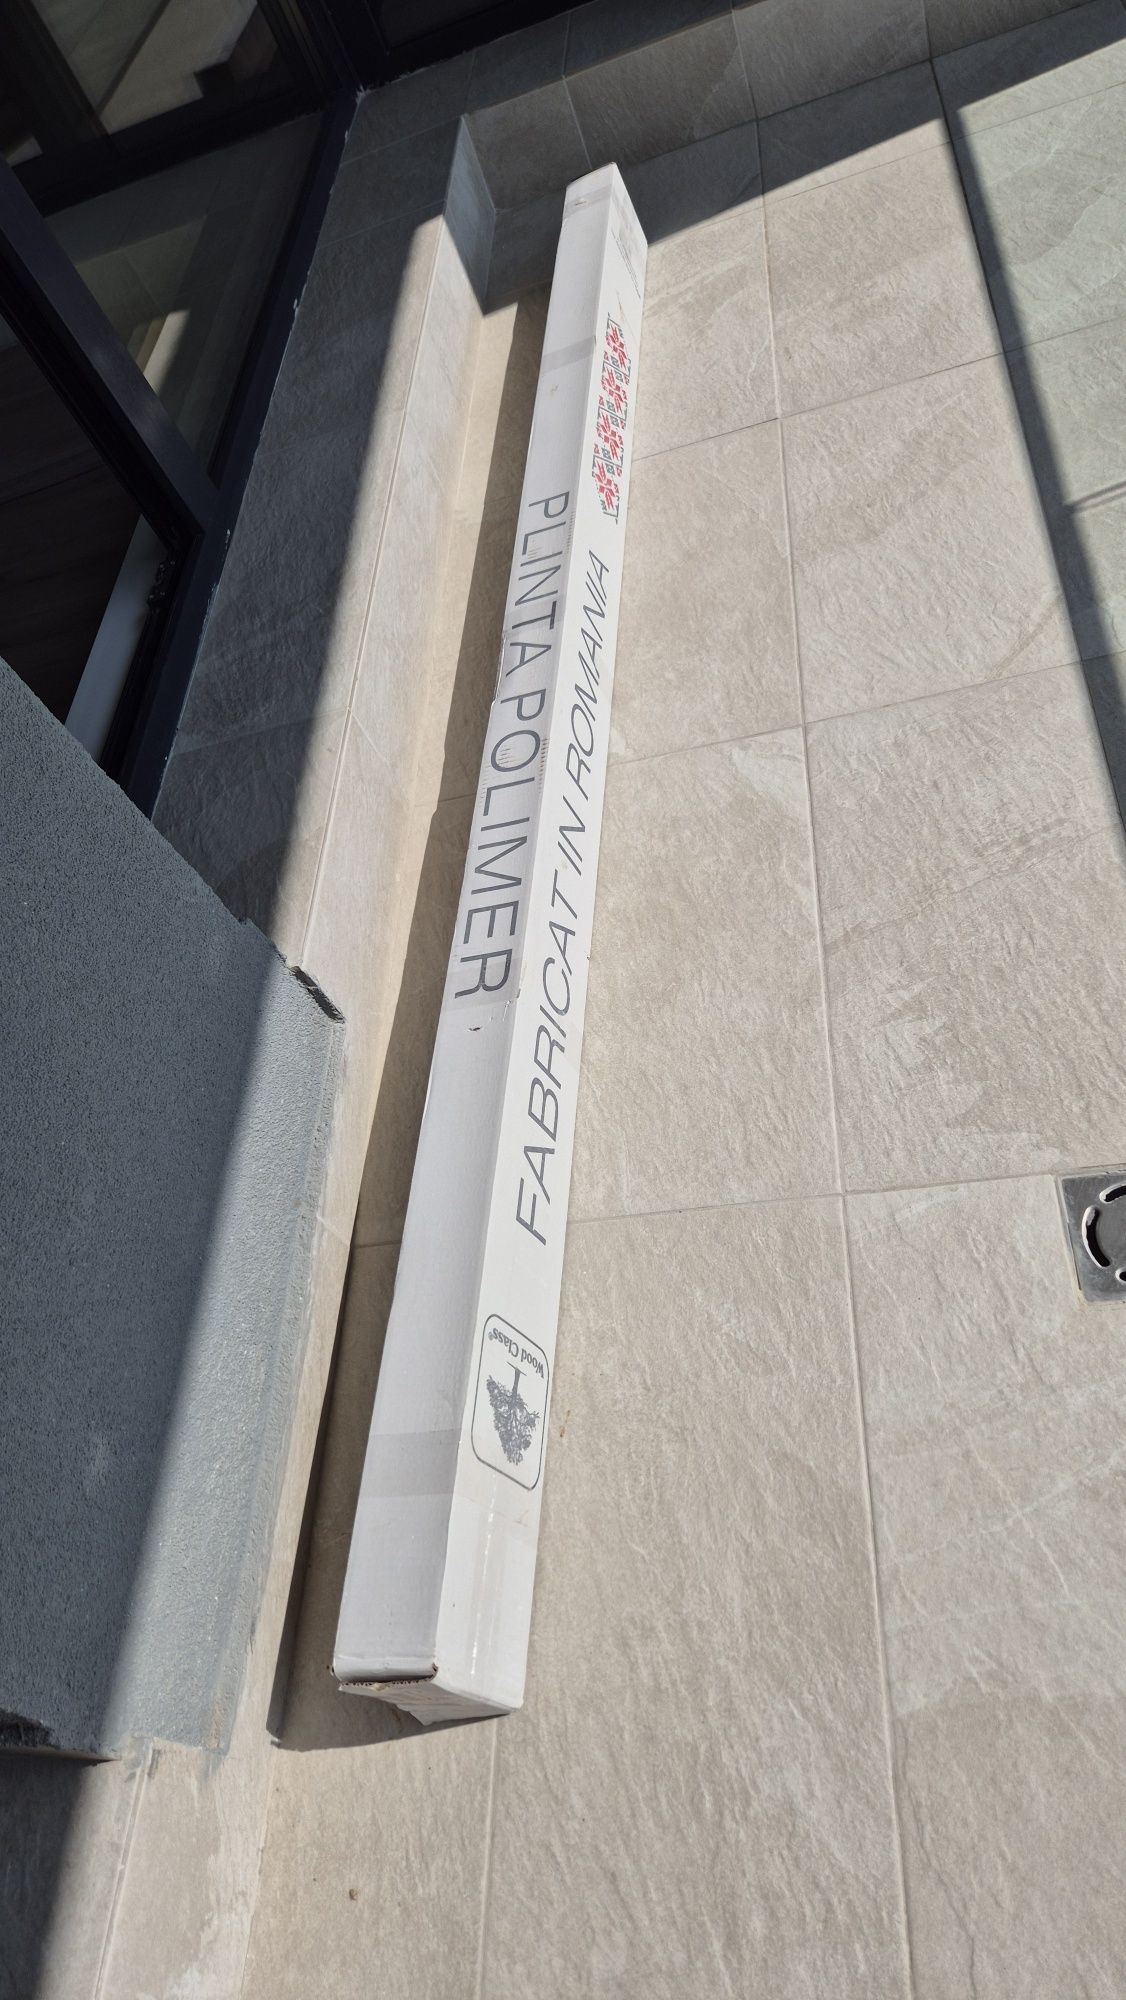 PLINTA POLIMER
FABRICAT IN ROMANIA
Wood Class®